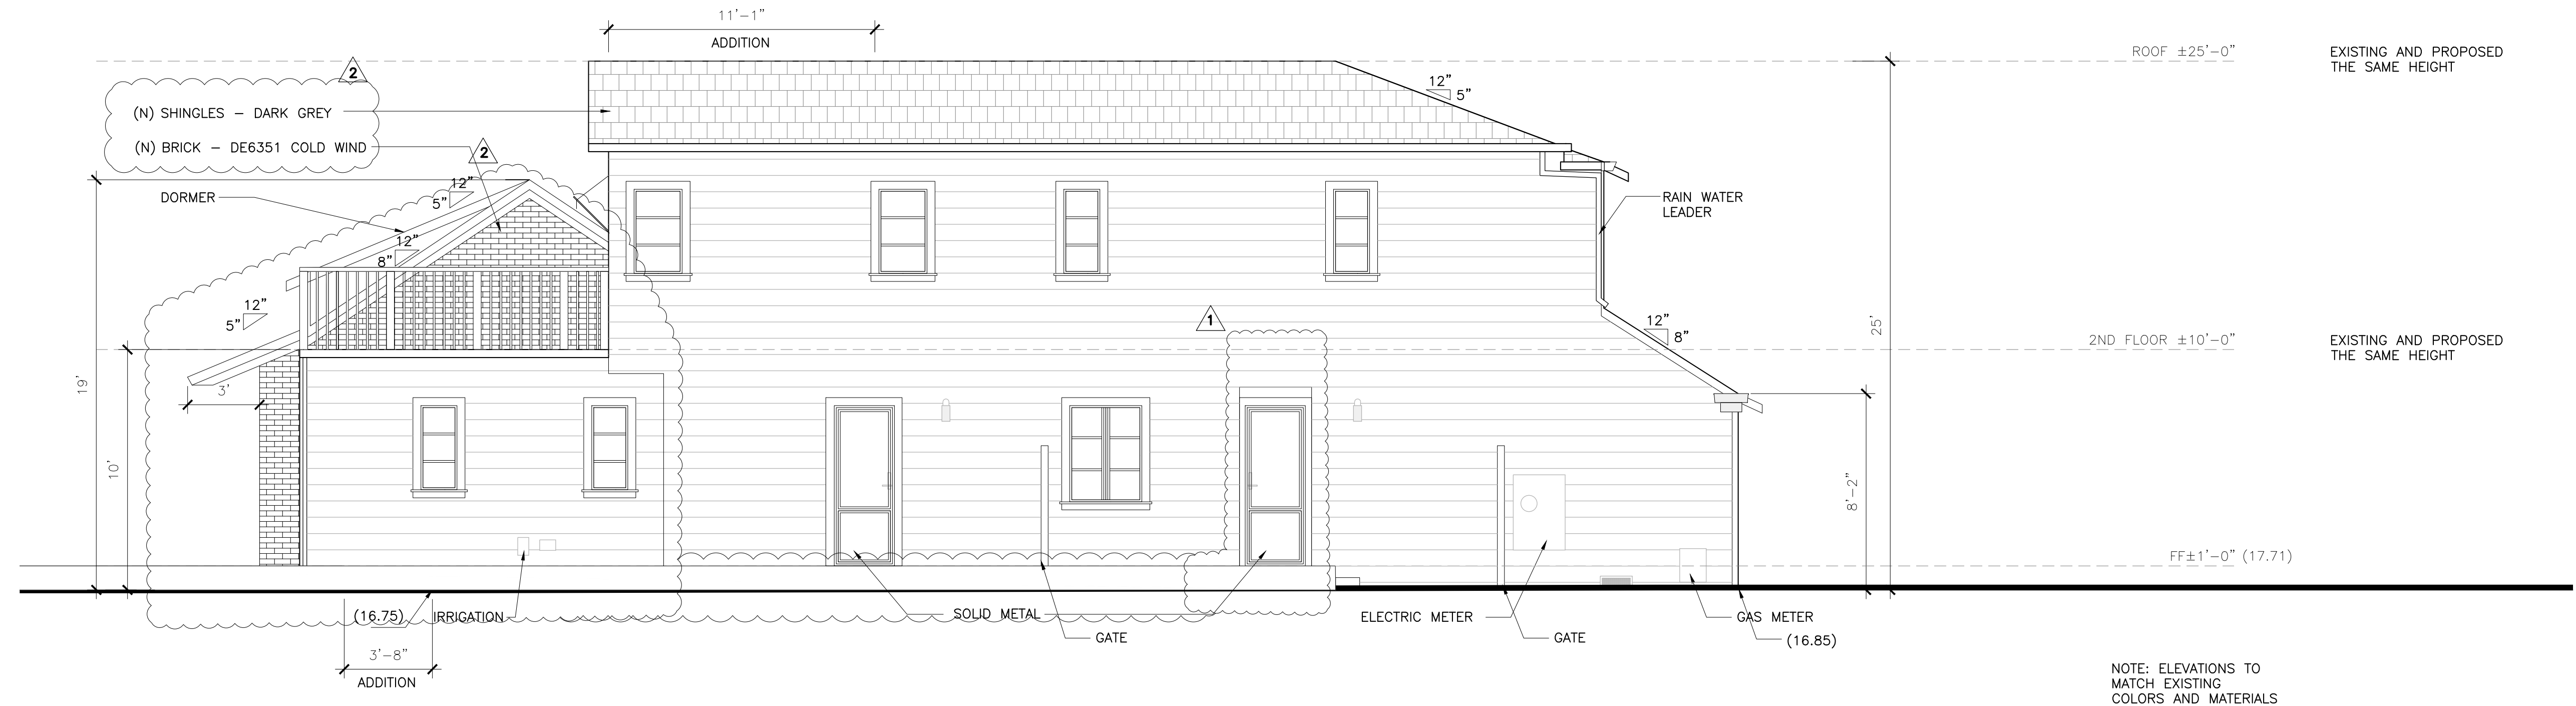 11'-1"
ADDITION
ROOF ±25'-0"
EXISTING AND PROPOSED
THE SAME HEIGHT
2
(N) SHINGLES - DARK GREY
12"
5"
(N) BRICK - DE6351 COLD WIND
2
DORMER
12"
5"
RAIN WATER
LEADER
12"
8"
12"
5"
1
12"
8"
25'
2ND FLOOR ±10'-0"
EXISTING AND PROPOSED
THE SAME HEIGHT
19'
3'
10'
8'-2"
FF±1'-0" (17.71)
(16.75)
IRRIGATION
SOLID METAL
GATE
ELECTRIC METER
GATE
GAS METER
(16.85)
3'-8"
ADDITION
NOTE: ELEVATIONS TO
MATCH EXISTING
COLORS AND MATERIALS